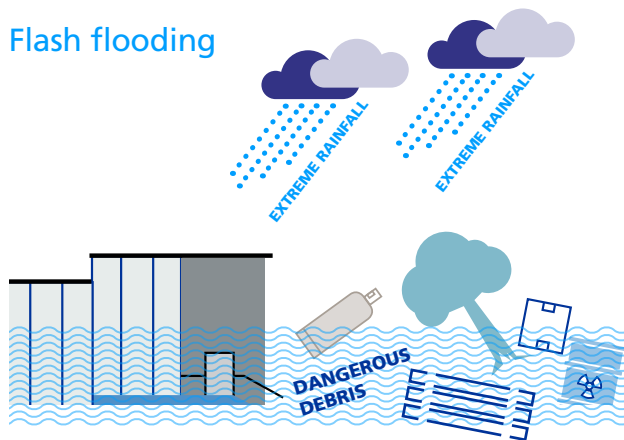 Flash flooding
EXTREME RAINFALL
EXTREME RAINFALL
DANGEROUS
DEBRIS